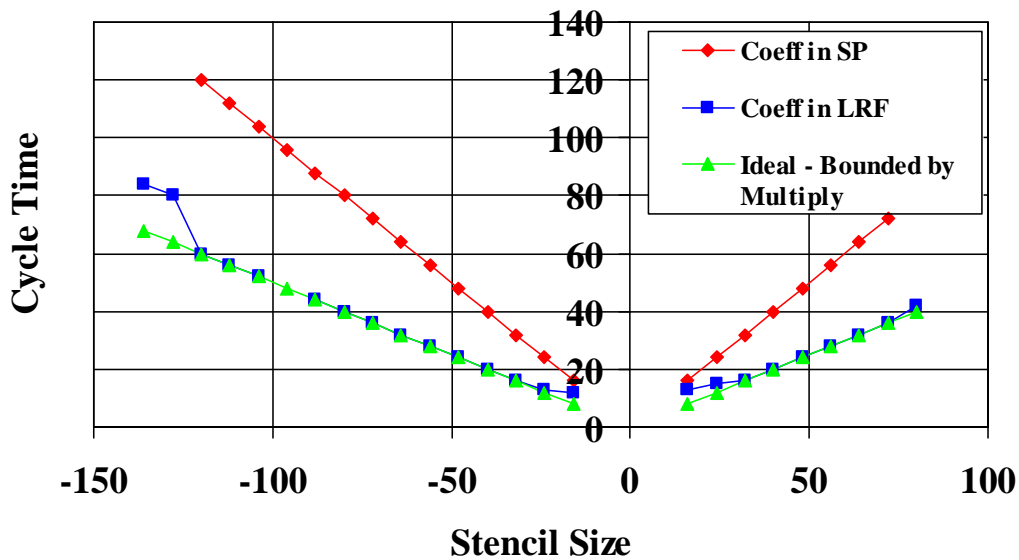 140
120
100
80
60
40
20
0
Cycle Time
Coeff in SP
Coeff in LRF
Ideal - Bounded by
Multiply
-150
-100
-50
0
50
100
Stencil Size